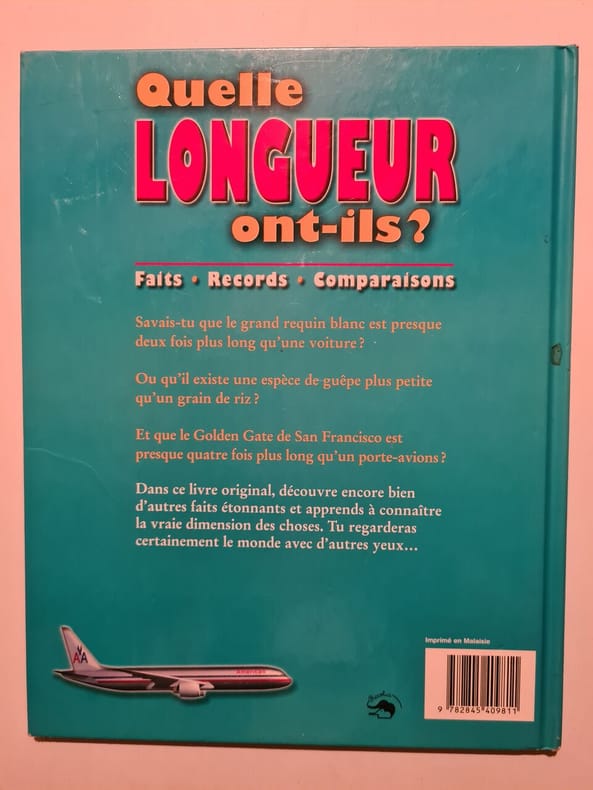 Quelle
LONGUEUR
ont-ils ?
Faits • Records • Comparaisons
Savais-tu que le grand requin blanc est presque
deux fois plus long qu'une voiture ?
Ou qu'il existe une espèce de guêpe plus petite
qu'un grain de riz ?
Et que le Golden Gate de San Francisco est
presque quatre fois plus long qu'un porte-avions ?
Dans ce livre original, découvre encore bien
d'autres faits étonnants et apprends à connaître
la vraie dimension des choses. Tu regarderas
certainement le monde avec d'autres yeux...
Imprimé en Malaisie
AA
American
9 782845 409811